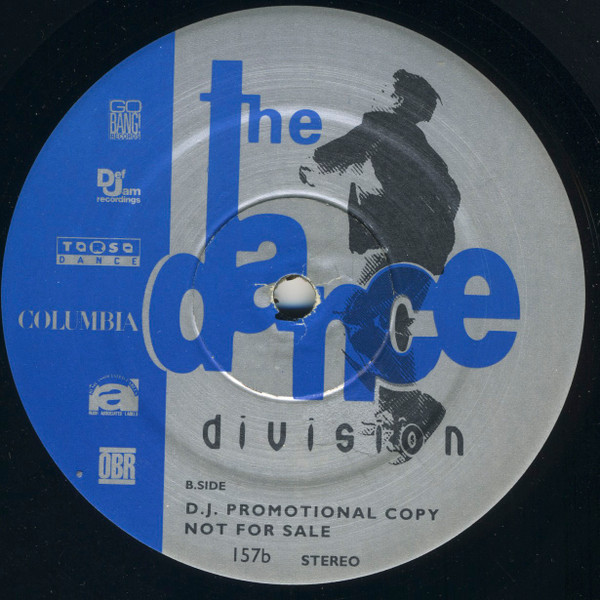 GO
BANG!
Def
Jam
recordings
TORSO
DANCE
COLUMBIA
a
OBR
the
dance
division
B.SIDE
D.J. PROMOTIONAL COPY
NOT FOR SALE
157b STEREO